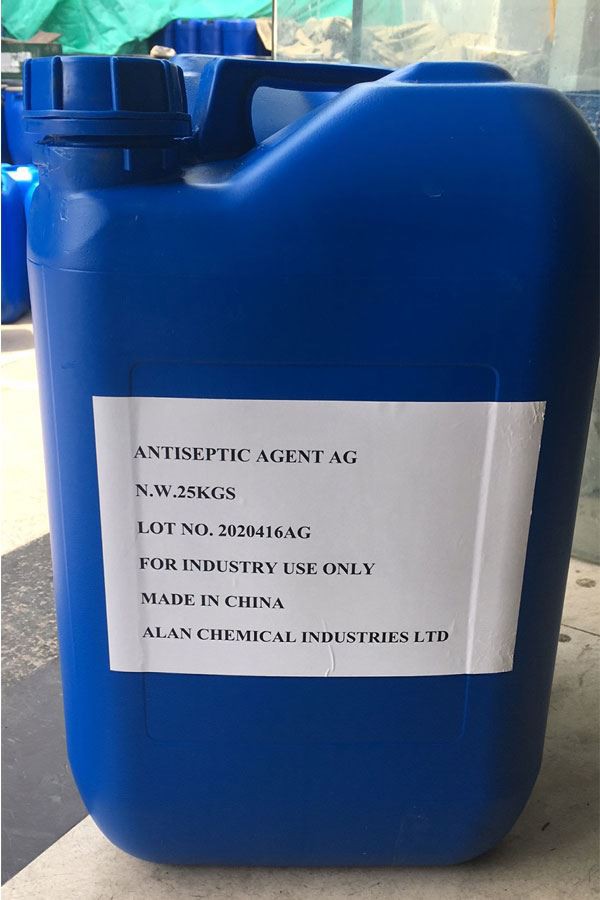 ANTISEPTIC AGENT AG
N.W.25KGS
LOT NO. 2020416AG
FOR INDUSTRY USE ONLY
MADE IN CHINA
ALAN CHEMICAL INDUSTRIES LTD